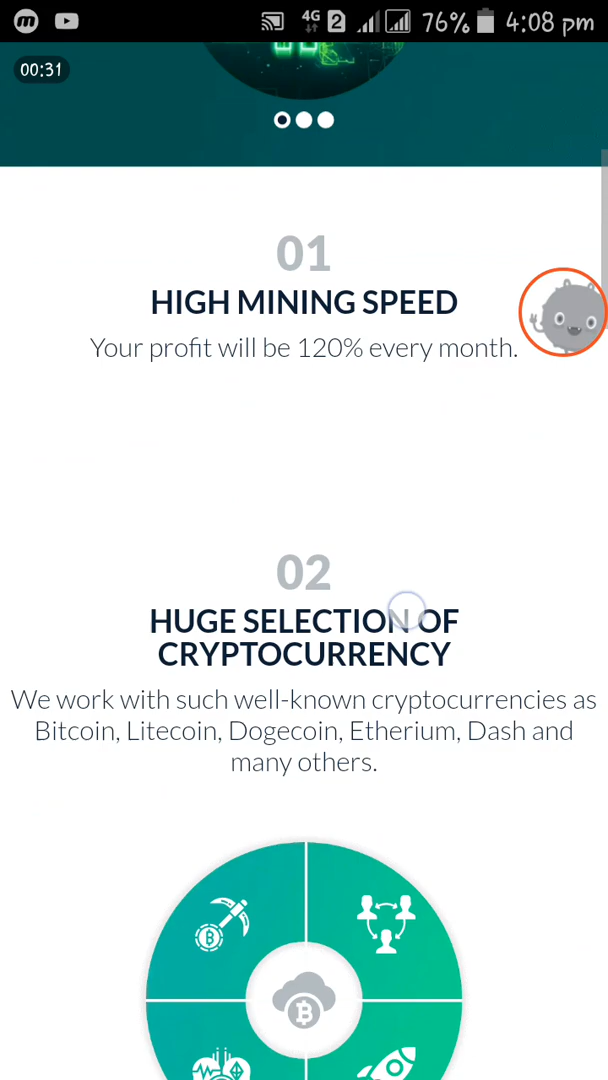 4G 2 76% 4:08 pm
00:31
01
HIGH MINING SPEED
Your profit will be 120% every month.
02
HUGE SELECTION OF
CRYPTOCURRENCY
We work with such well-known cryptocurrencies as
Bitcoin, Litecoin, Dogecoin, Etherium, Dash and
many others.